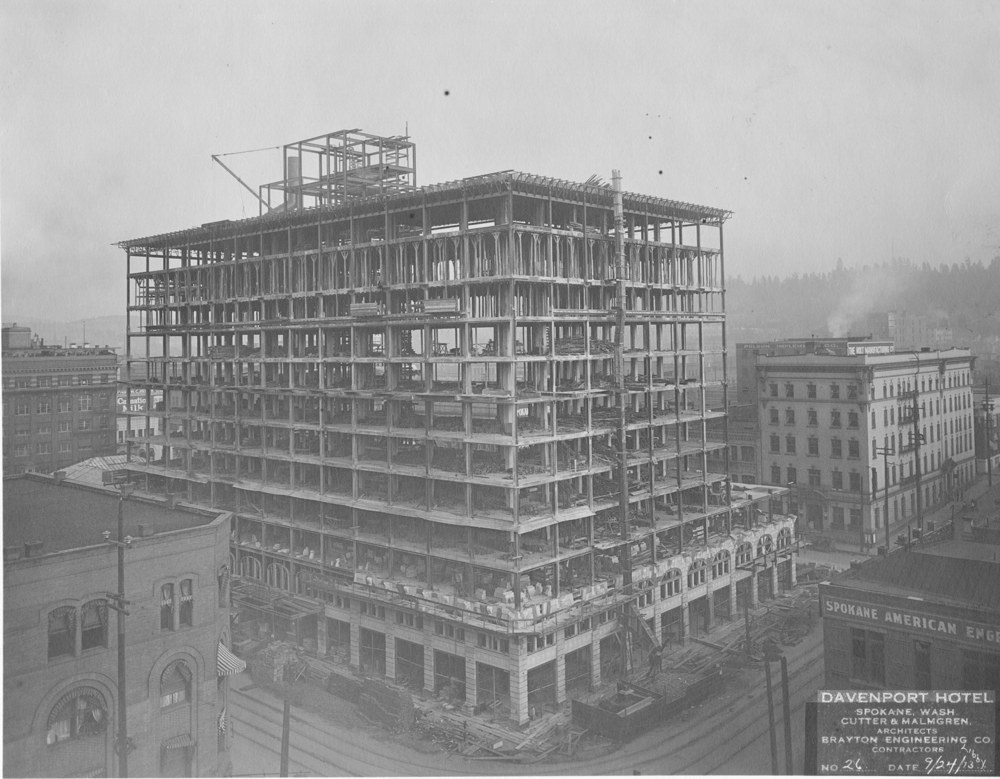 POLSON IMPLEME CO.
THE HOLT MANUFACTURING CO.
Carnation
Milk
SPOKANE AMERICAN ENG
DAVENPORT HOTEL
SPOKANE, WASH.
CUTTER & MALMGREN,
ARCHITECTS
BRAYTON ENGINEERING CO.
CONTRACTORS
Libby
NO. 26. DATE 9/24/13